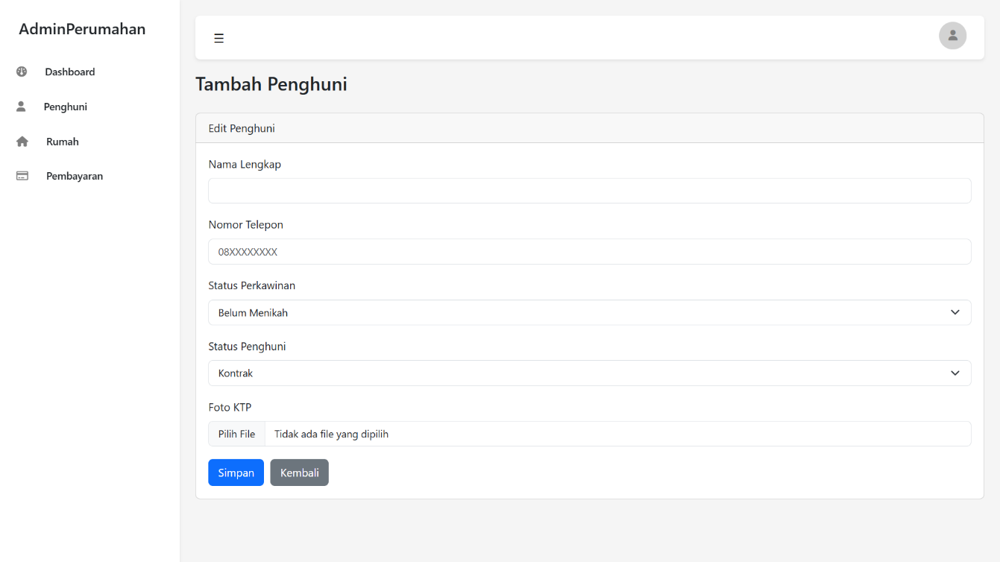 AdminPerumahan
Dashboard
Penghuni
Rumah
Pembayaran
Tambah Penghuni
Edit Penghuni
Nama Lengkap
Nomor Telepon
08XXXXXXXX
Status Perkawinan
Belum Menikah
Status Penghuni
Kontrak
Foto KTP
Pilih File Tidak ada file yang dipilih
Simpan Kembali